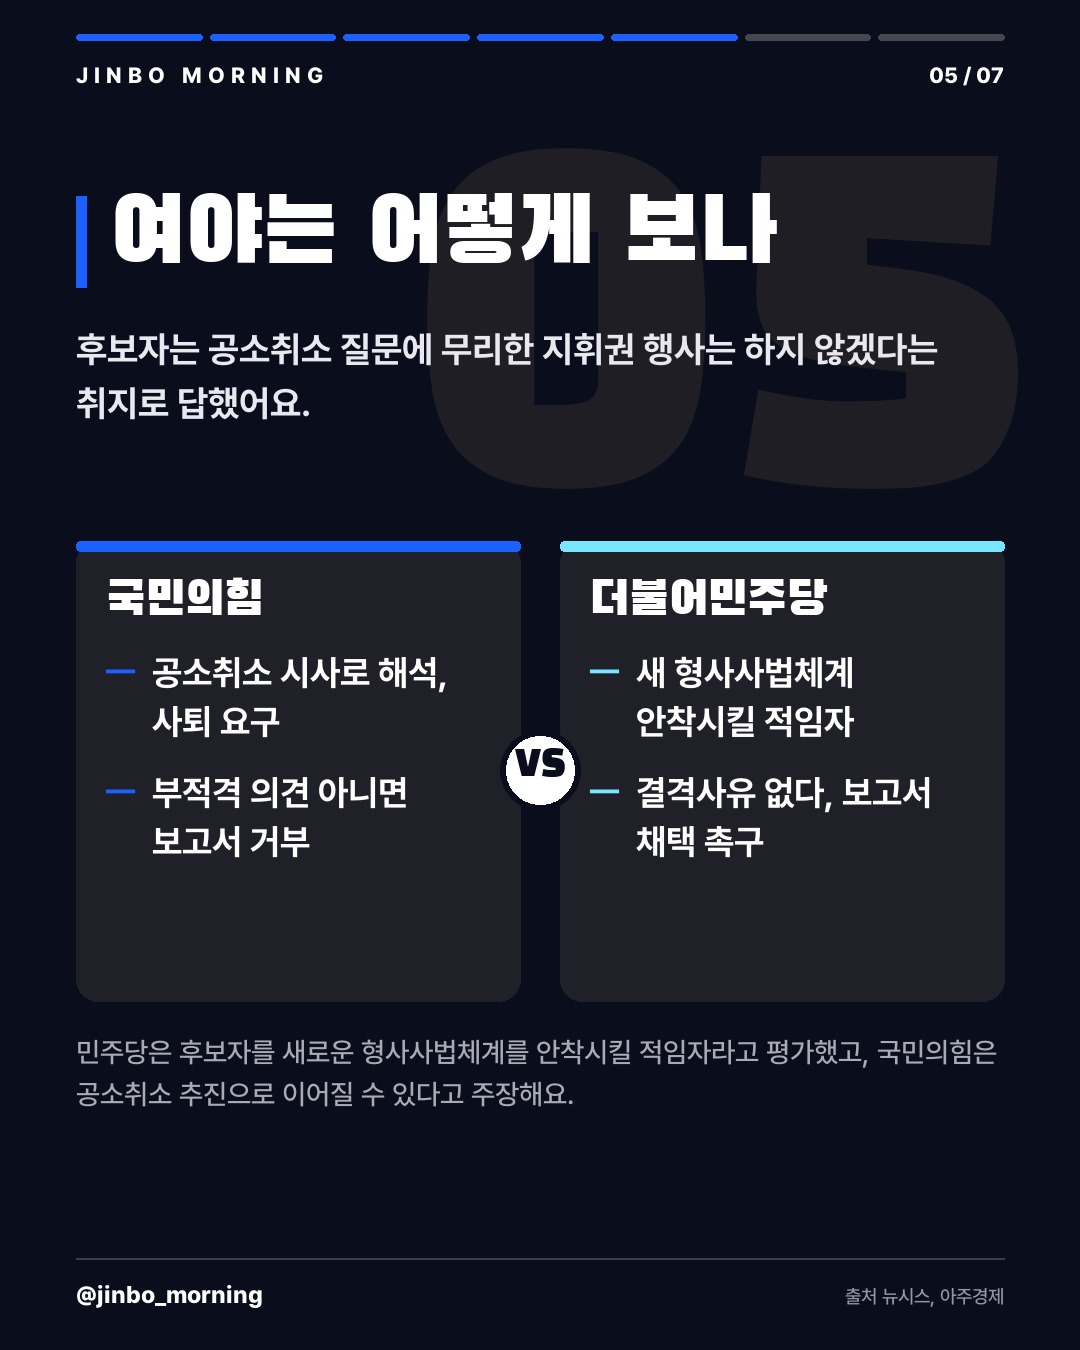 JINBO MORNING
05 / 07
05
여야는 어떻게 보나
후보자는 공소취소 질문에 무리한 지휘권 행사는 하지 않겠다는
취지로 답했어요.
국민의힘
공소취소 시사로 해석,
사퇴 요구
부적격 의견 아니면
보고서 거부
VS
더불어민주당
새 형사사법체계
안착시킬 적임자
결격사유 없다, 보고서
채택 촉구
민주당은 후보자를 새로운 형사사법체계를 안착시킬 적임자라고 평가했고, 국민의힘은
공소취소 추진으로 이어질 수 있다고 주장해요.
@jinbo_morning
출처 뉴시스, 아주경제